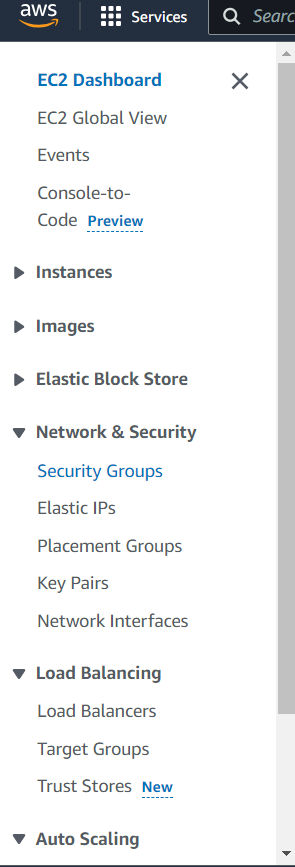 aws Services Searc
EC2 Dashboard
EC2 Global View
Events
Console-to-
Code Preview
Instances
Images
Elastic Block Store
Network & Security
Security Groups
Elastic IPs
Placement Groups
Key Pairs
Network Interfaces
Load Balancing
Load Balancers
Target Groups
Trust Stores New
Auto Scaling